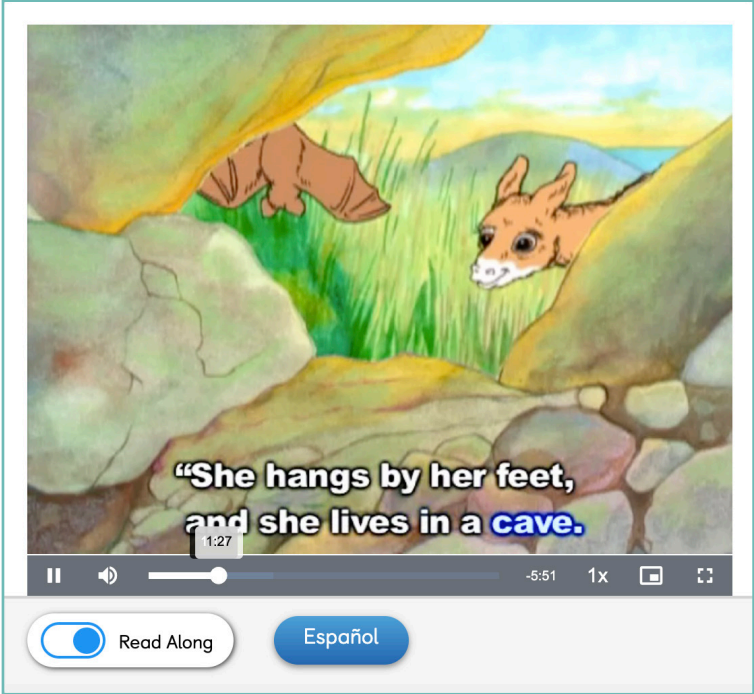 “She hangs by her feet,
and she lives in a cave.
1:27
-5:51
1x
Read Along
Español